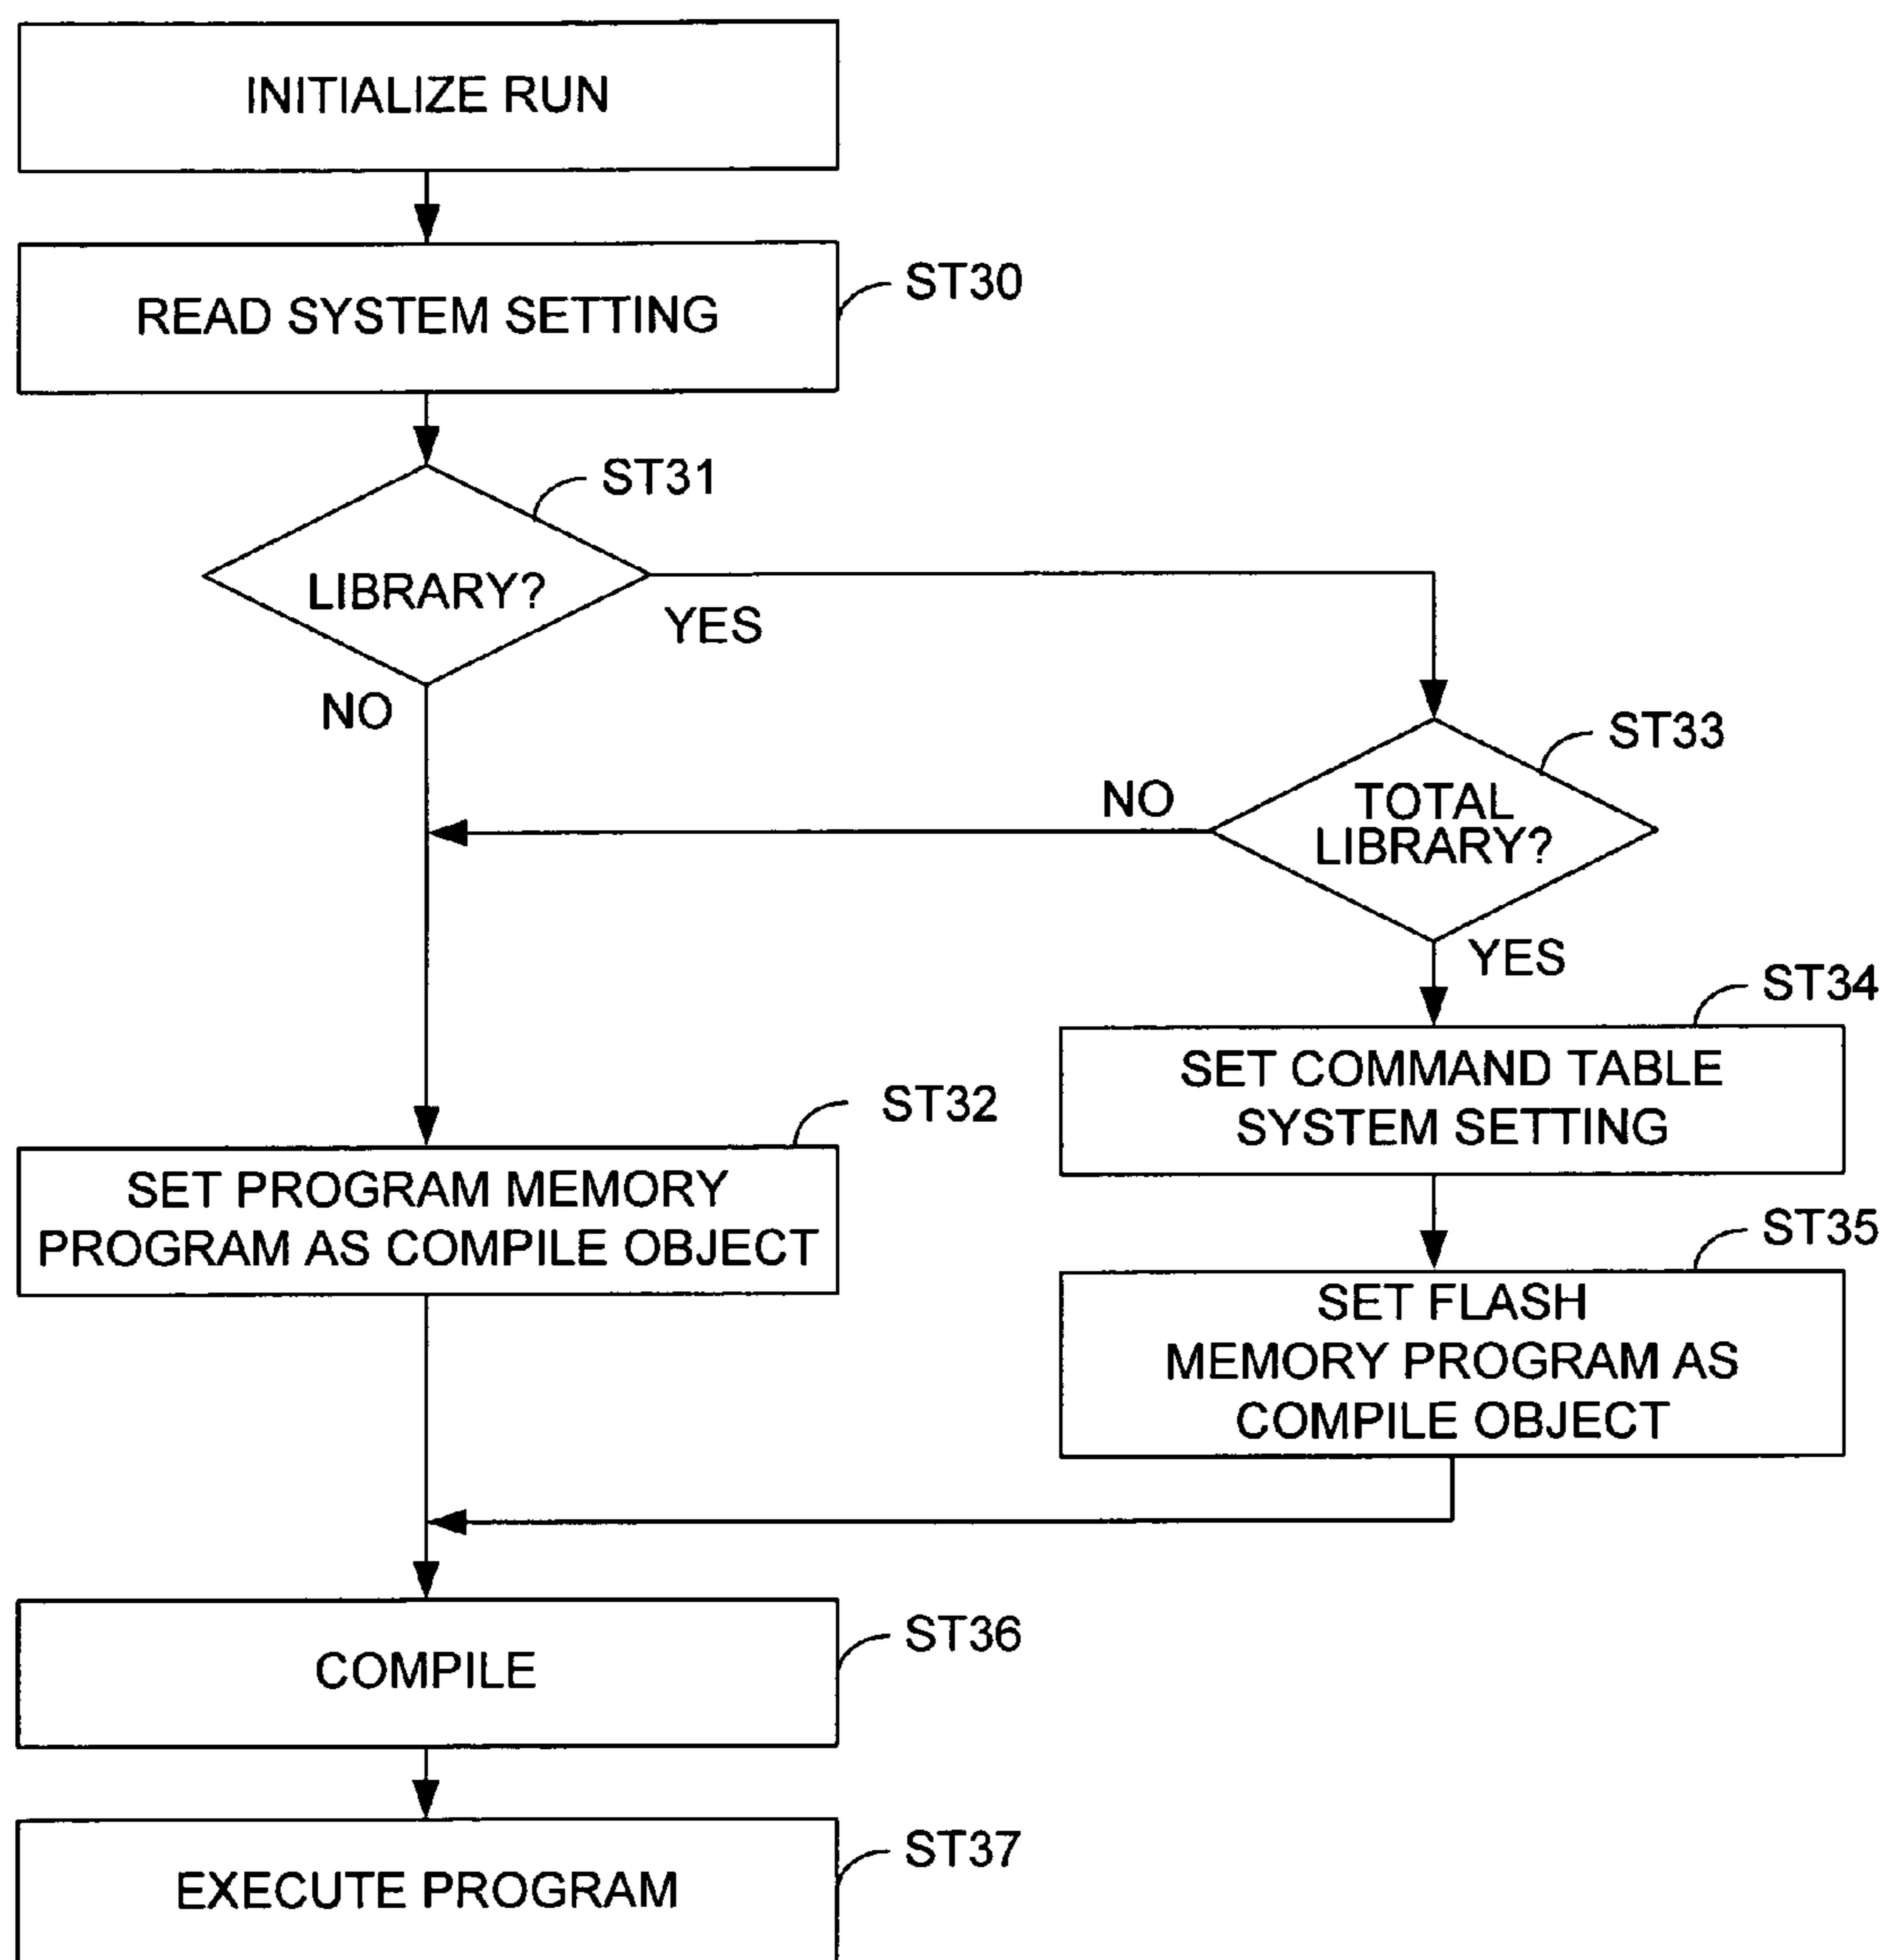 INITIALIZE RUN
READ SYSTEM SETTING
ST30
ST31
LIBRARY?
YES
NO
ST33
NO
TOTAL
LIBRARY?
YES
ST34
SET COMMAND TABLE
SYSTEM SETTING
ST32
SET PROGRAM MEMORY
PROGRAM AS COMPILE OBJECT
ST35
SET FLASH
MEMORY PROGRAM AS
COMPILE OBJECT
ST36
COMPILE
ST37
EXECUTE PROGRAM